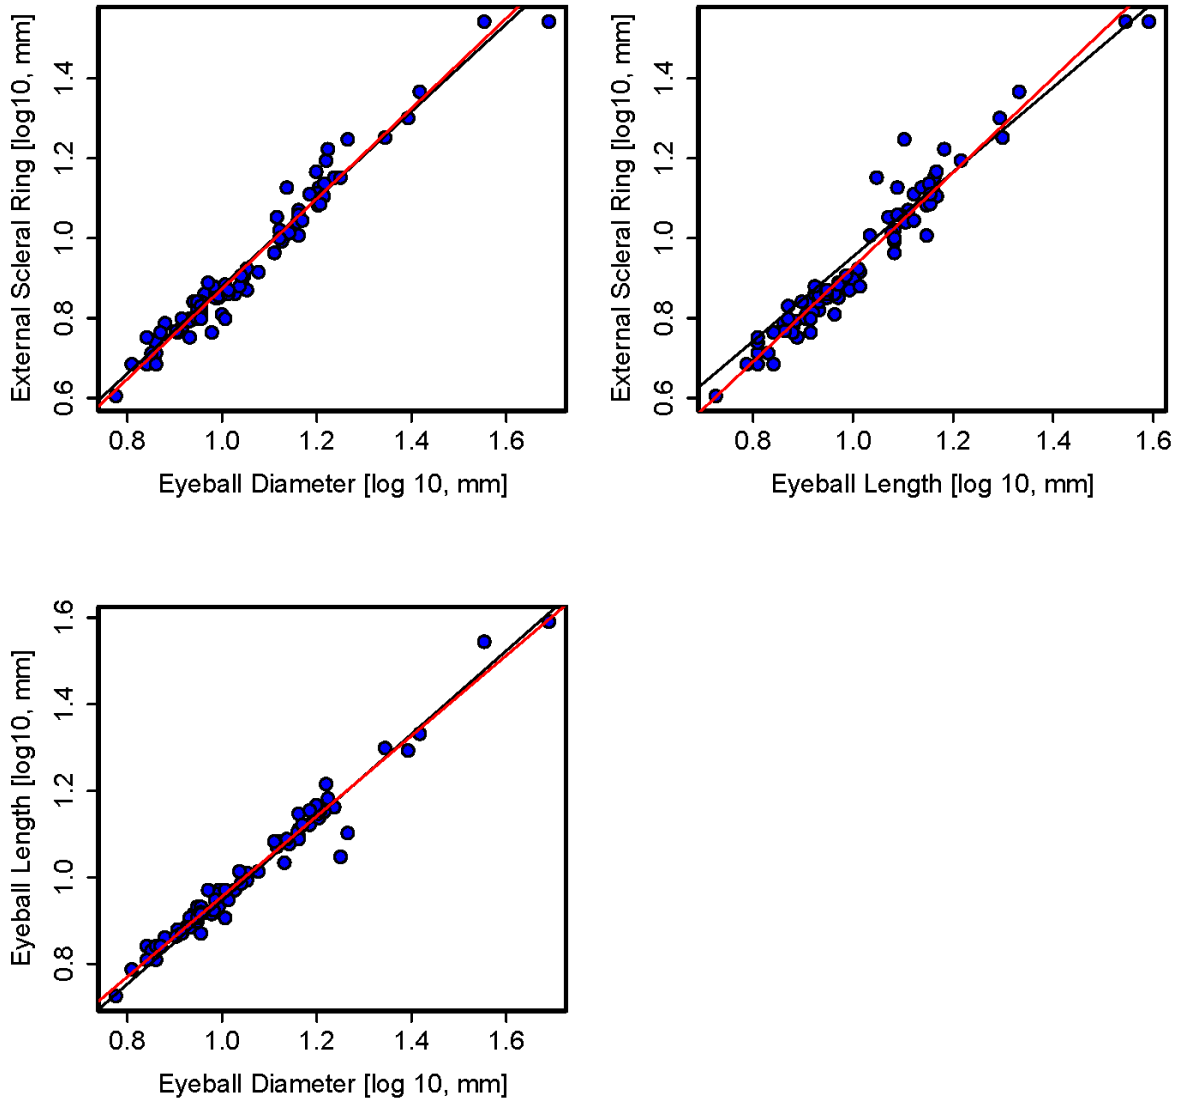 External Scleral Ring [log10, mm]
0.6 0.8 1.0 1.2 1.4
0.8 1.0 1.2 1.4 1.6
Eyeball Diameter [log 10, mm]
External Scleral Ring [log10, mm]
0.6 0.8 1.0 1.2 1.4
0.8 1.0 1.2 1.4 1.6
Eyeball Length [log 10, mm]
Eyeball Length [log10, mm]
0.8 1.0 1.2 1.4 1.6
0.8 1.0 1.2 1.4 1.6
Eyeball Diameter [log 10, mm]